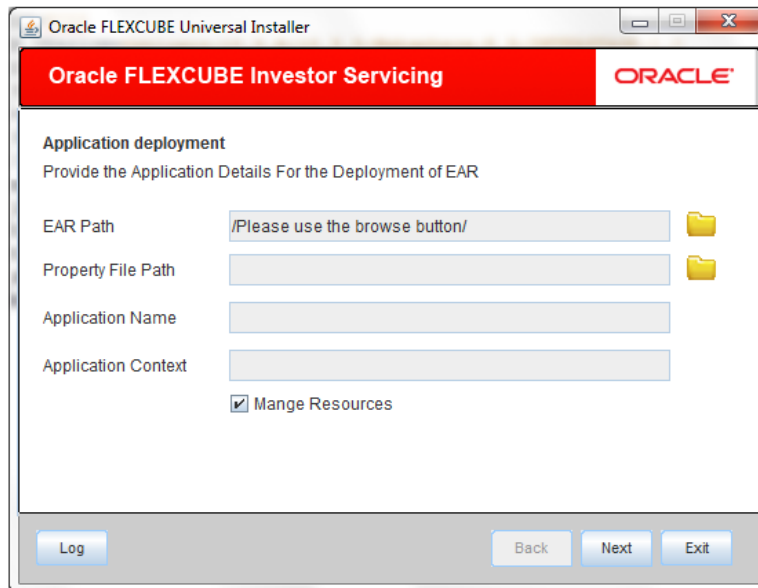 Oracle FLEXCUBE Universal Installer
Oracle FLEXCUBE Investor Servicing ORACLE
Application deployment
Provide the Application Details For the Deployment of EAR
EAR Path /Please use the browse button/
Property File Path
Application Name
Application Context
Mange Resources
Log Back Next Exit